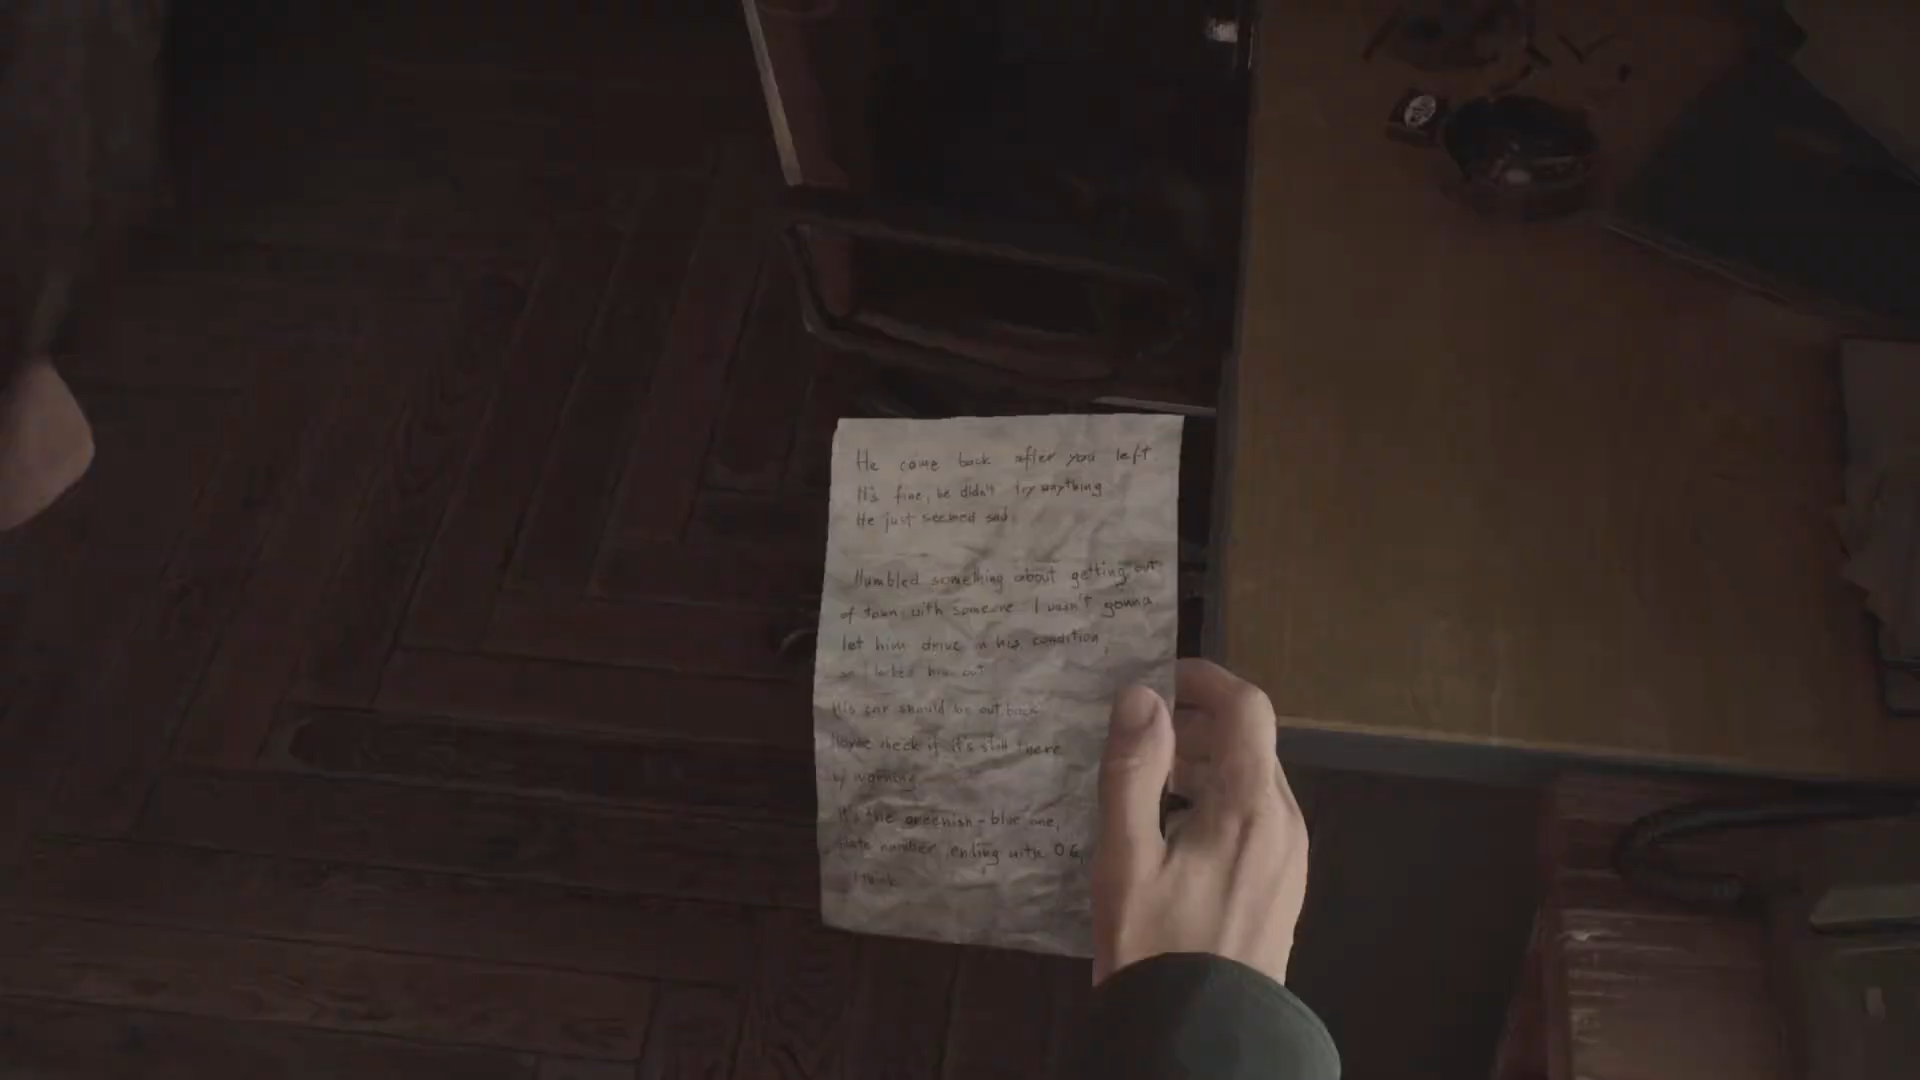 He came back after you left.
It's fine, he didn't try anything
He just seemed sad.
Mumbled something about getting out
of town, with someone. I wasn't gonna
let him drive in his condition,
so I locked him out
His car should be out back
Maybe check if it's still there
by morning
It's the greenish-blue one,
plate number ending with 06,
I think